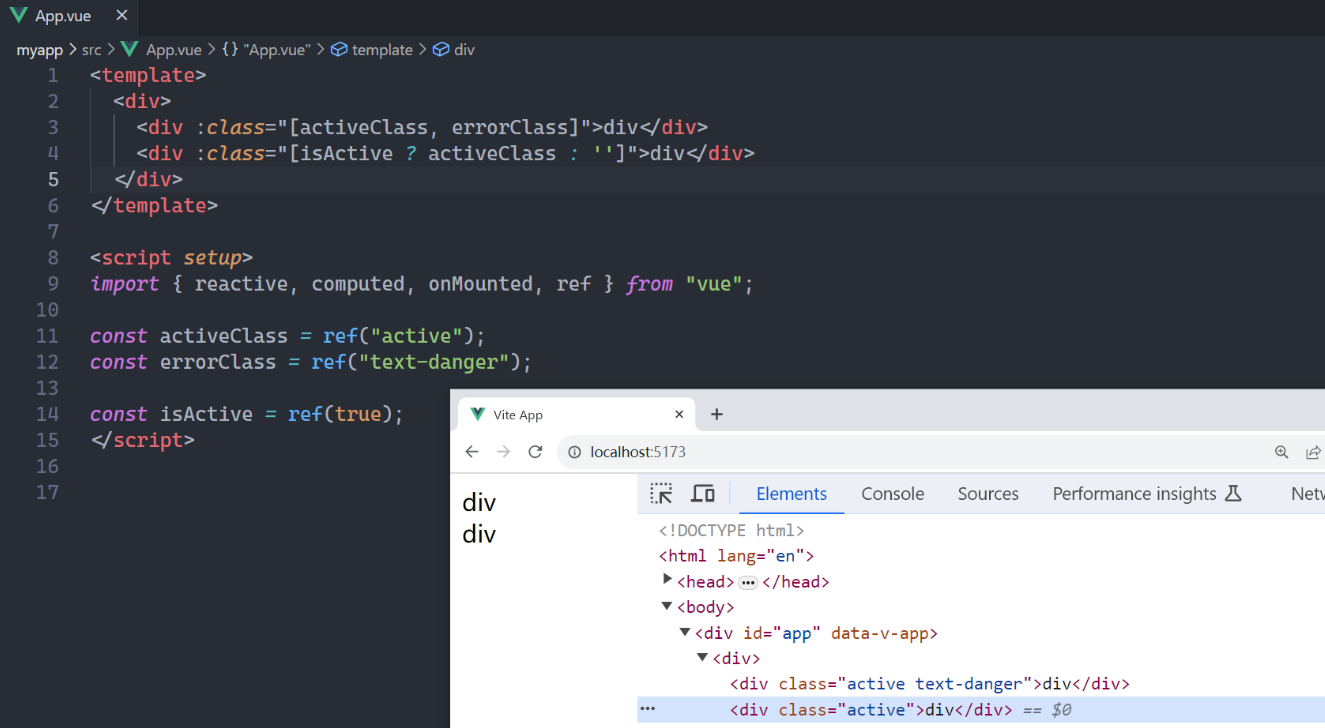 App.vue ×
myapp > src > App.vue > {} "App.vue" > template > div
1 <template>
2   <div>
3     <div :class="[activeClass, errorClass]">div</div>
4     <div :class="[isActive ? activeClass : '']">div</div>
5   </div>
6 </template>
7
8 <script setup>
9 import { reactive, computed, onMounted, ref } from "vue";
10
11 const activeClass = ref("active");
12 const errorClass = ref("text-danger");
13
14 const isActive = ref(true);
15 </script>
16
17
Vite App × +
localhost:5173
Elements Console Sources Performance insights Netw
div
div
<!DOCTYPE html>
<html lang="en">
<head>•••</head>
<body>
<div id="app" data-v-app>
<div>
<div class="active text-danger">div</div>
••• <div class="active">div</div> == $0